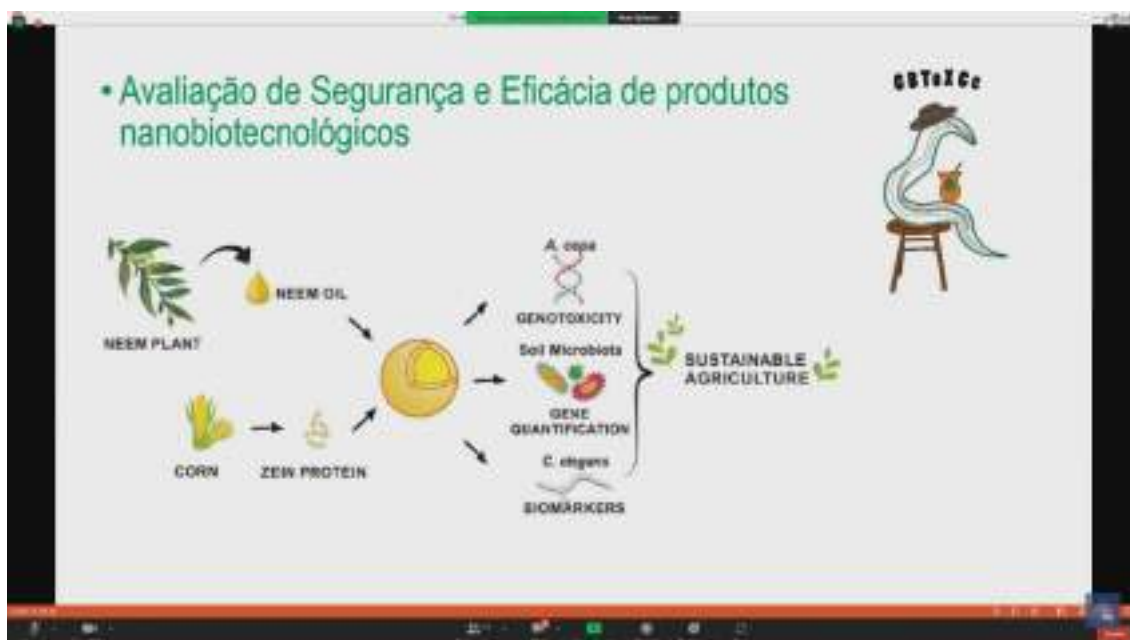 • Avaliação de Segurança e Eficácia de produtos
nanobiotecnológicos
GBToXCe
NEEM PLANT
NEEM OIL
CORN
ZEIN PROTEIN
A. cepa
GENOTOXICITY
Soil Microbiota
GENE
QUANTIFICATION
C. elegans
BIOMARKERS
SUSTAINABLE
AGRICULTURE